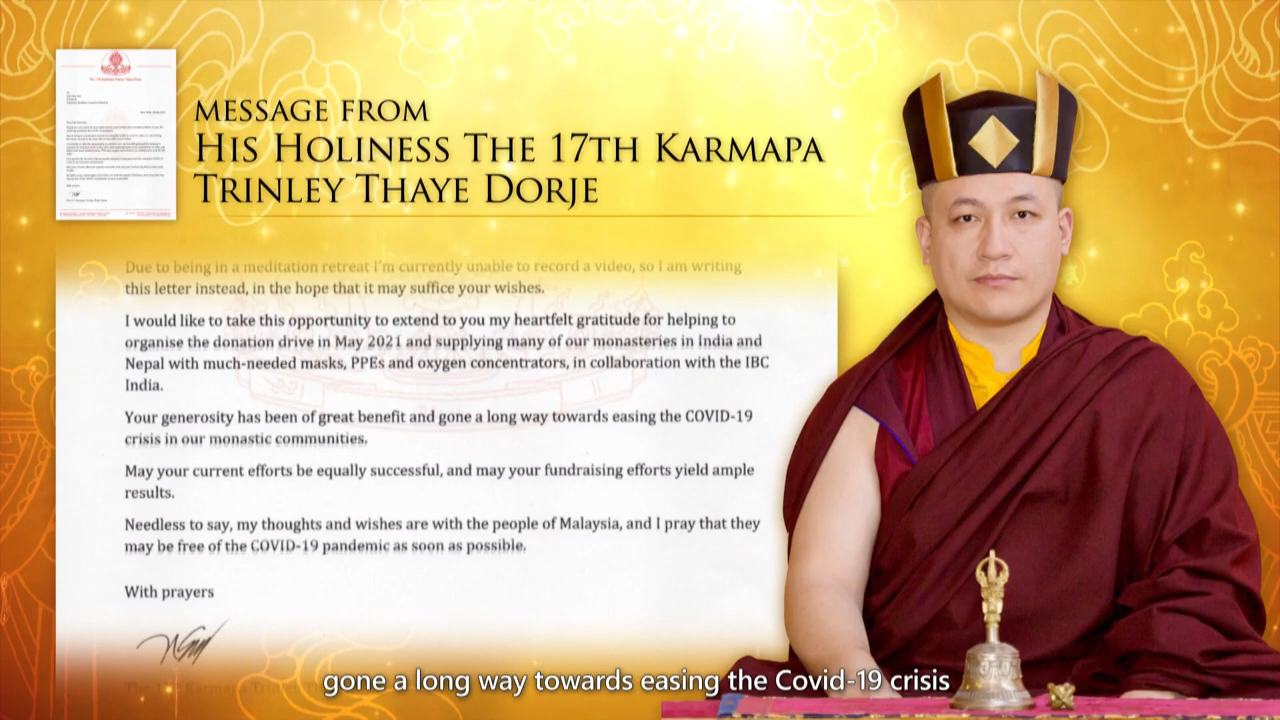 MESSAGE FROM
HIS HOLINESS THE 17TH KARMAPA
TRINLEY THAYE DORJE
Due to being in a meditation retreat I'm currently unable to record a video, so I am writing
this letter instead, in the hope that it may suffice your wishes.
I would like to take this opportunity to extend to you my heartfelt gratitude for helping to
organise the donation drive in May 2021 and supplying many of our monasteries in India and
Nepal with much-needed masks, PPEs and oxygen concentrators, in collaboration with the IBC
India.
Your generosity has been of great benefit and gone a long way towards easing the COVID-19
crisis in our monastic communities.
May your current efforts be equally successful, and may your fundraising efforts yield ample
results.
Needless to say, my thoughts and wishes are with the people of Malaysia, and I pray that they
may be free of the COVID-19 pandemic as soon as possible.
With prayers
gone a long way towards easing the Covid-19 crisis